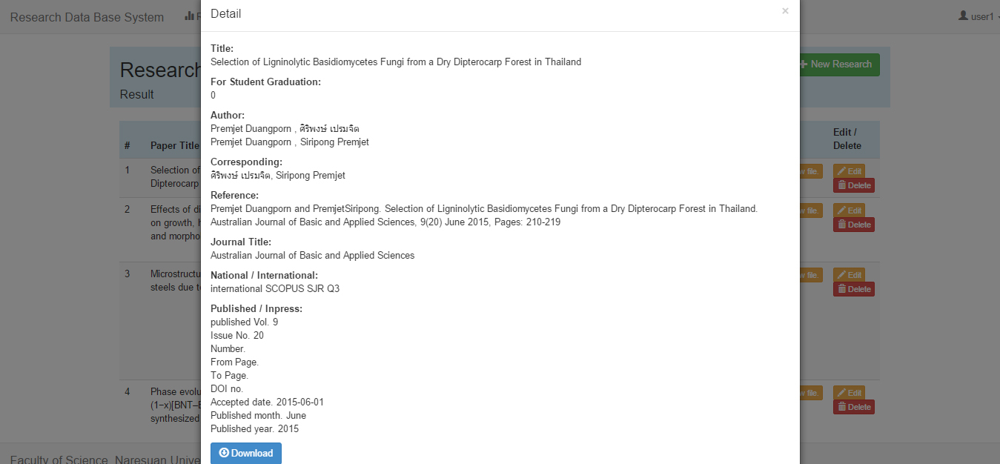 Research Data Base System
user1
Detail
×
Title:
Selection of Ligninolytic Basidiomycetes Fungi from a Dry Dipterocarp Forest in Thailand
For Student Graduation:
0
Author:
Premjet Duangporn , ศิริพงษ์ เปรมจิต
Premjet Duangporn , Siripong Premjet
Corresponding:
ศิริพงษ์ เปรมจิต, Siripong Premjet
Reference:
Premjet Duangporn and PremjetSiripong. Selection of Ligninolytic Basidiomycetes Fungi from a Dry Dipterocarp Forest in Thailand.
Australian Journal of Basic and Applied Sciences, 9(20) June 2015, Pages: 210-219
Journal Title:
Australian Journal of Basic and Applied Sciences
National / International:
international SCOPUS SJR Q3
Published / Inpress:
published Vol. 9
Issue No. 20
Number.
From Page.
To Page.
DOI no.
Accepted date. 2015-06-01
Published month. June
Published year. 2015
Download
Research
Result
New Research
# Paper Title Edit /
Delete
1 Selection of file. Edit
Dipterocarp Delete
2 Effects of file. Edit
on growth, Delete
and
3 file. Edit
steels due Delete
4 Phase file. Edit
(1−x)[BNT– Delete
synthesized
Faculty of Science, Naresuan